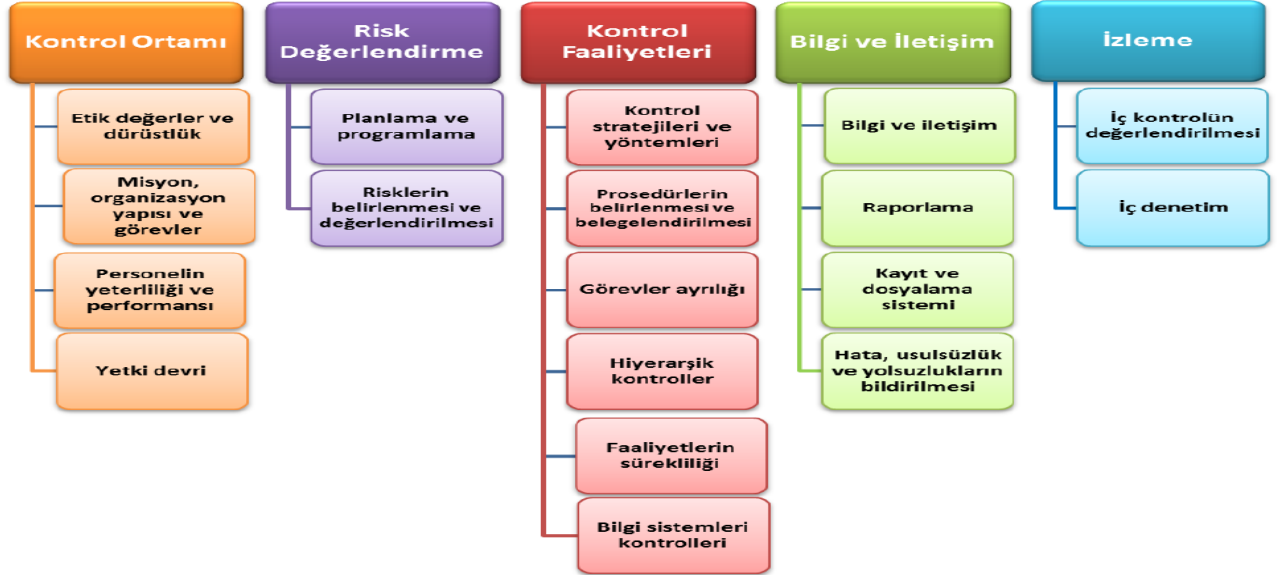 Kontrol Ortamı
Etik değerler ve
dürüstlük
Misyon,
organizasyon
yapısı ve
görevler
Personelin
yeterliliği ve
performansı
Yetki devri
Risk
Değerlendirme
Planlama ve
programlama
Risklerin
belirlenmesi ve
değerlendirilmesi
Kontrol
Faaliyetleri
Kontrol
stratejileri ve
yöntemleri
Prosedürlerin
belirlenmesi ve
belegelendirilmesi
Görevler ayrılığı
Hiyerarşik
kontroller
Faaliyetlerin
sürekliliği
Bilgi sistemleri
kontrolleri
Bilgi ve İletişim
Bilgi ve iletişim
Raporlama
Kayıt ve
dosyalama
sistemi
Hata, usulsüzlük
ve yolsuzlukların
bildirilmesi
İzleme
İç kontrolün
değerlendirilmesi
İç denetim